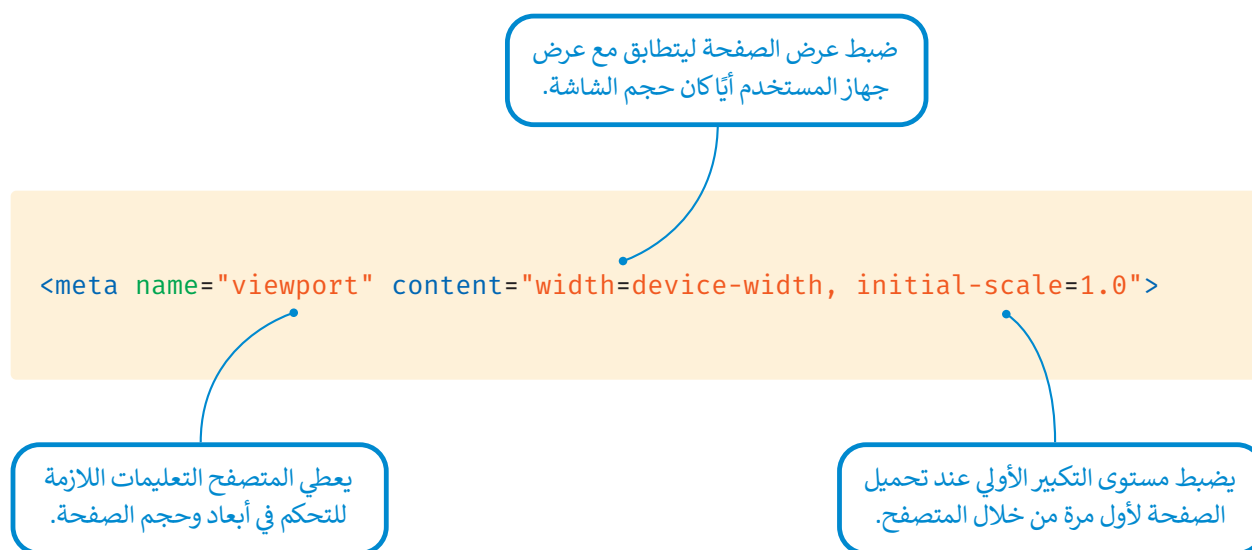 ضبط عرض الصفحة ليتطابق مع عرض
جهاز المستخدم أيًا كان حجم الشاشة.
<meta name="viewport" content="width=device-width, initial-scale=1.0">
يضبط مستوى التكبير الأولي عند تحميل
الصفحة لأول مرة من خلال المتصفح.
يعطي المتصفح التعليمات اللازمة
للتحكم في أبعاد وحجم الصفحة.